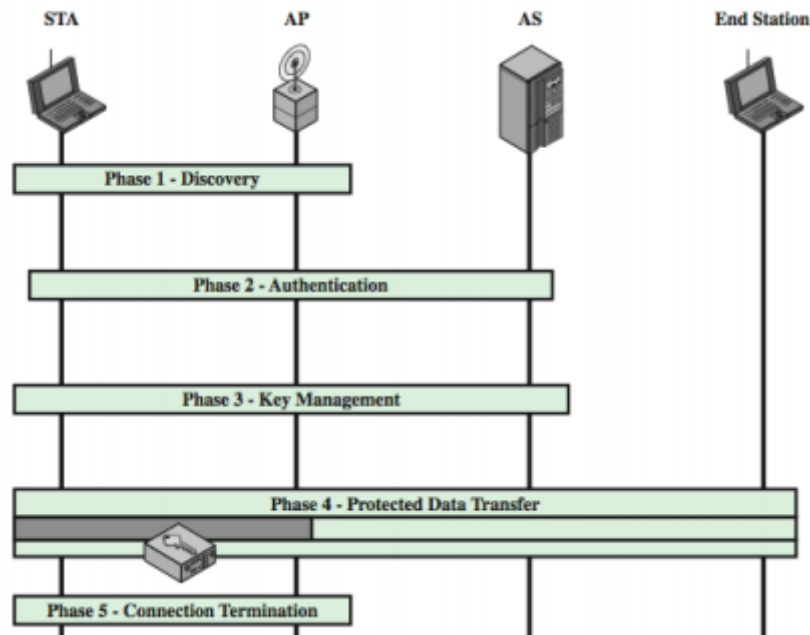 STA AP AS End Station
Phase 1 - Discovery
Phase 2 - Authentication
Phase 3 - Key Management
Phase 4 - Protected Data Transfer
Phase 5 - Connection Termination